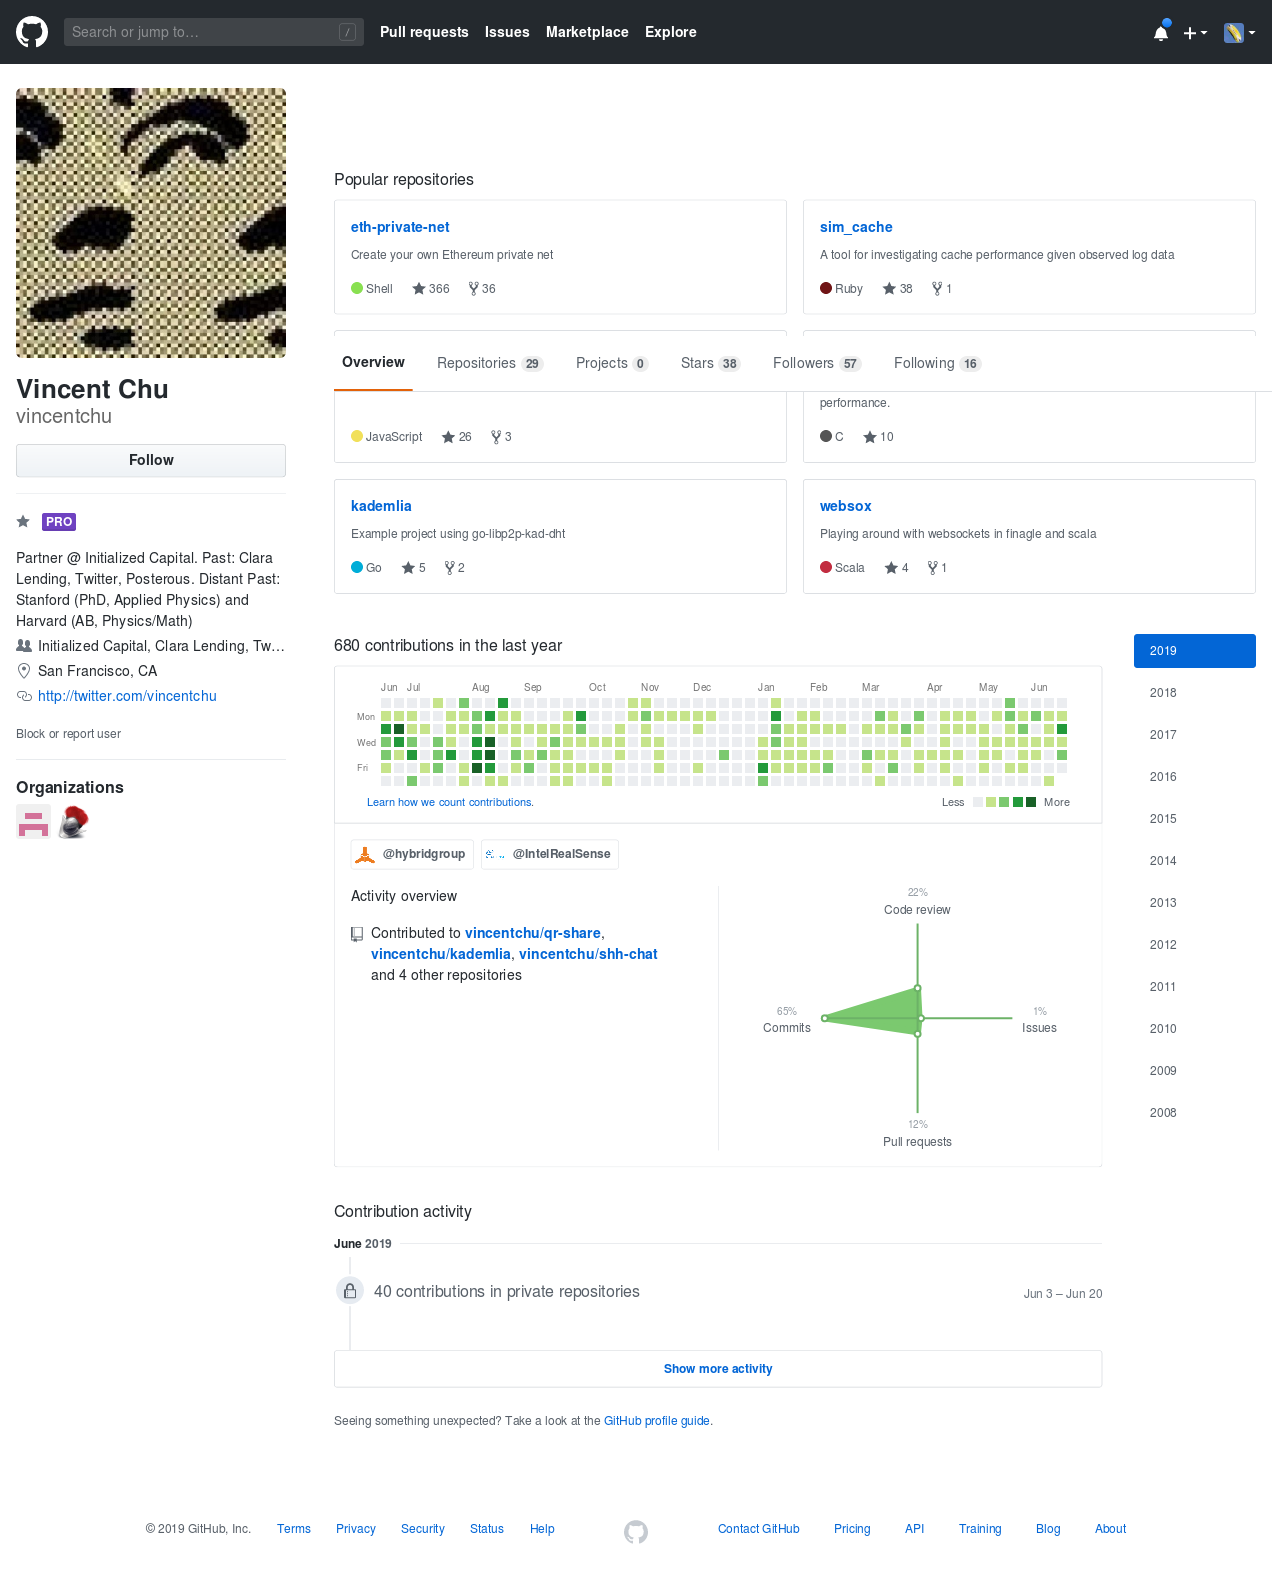 Search or jump to…
/
Pull requests
Issues
Marketplace
Explore
Vincent Chu
vincentchu
Follow
PRO
Partner @ Initialized Capital. Past: Clara
Lending, Twitter, Posterous. Distant Past:
Stanford (PhD, Applied Physics) and
Harvard (AB, Physics/Math)
Initialized Capital, Clara Lending, Tw…
San Francisco, CA
http://twitter.com/vincentchu
Block or report user
Organizations
Popular repositories
eth-private-net
Create your own Ethereum private net
Shell 366 36
sim_cache
A tool for investigating cache performance given observed log data
Ruby 38 1
Overview
Repositories 29
Projects 0
Stars 38
Followers 57
Following 16
JavaScript 26 3
performance.
C 10
kademlia
Example project using go-libp2p-kad-dht
Go 5 2
websox
Playing around with websockets in finagle and scala
Scala 4 1
680 contributions in the last year
Jun Jul Aug Sep Oct Nov Dec Jan Feb Mar Apr May Jun
Mon
Wed
Fri
Learn how we count contributions.
Less More
@hybridgroup
@IntelRealSense
Activity overview
Contributed to vincentchu/qr-share,
vincentchu/kademlia, vincentchu/shh-chat
and 4 other repositories
22%
Code review
65%
Commits
1%
Issues
12%
Pull requests
2019
2018
2017
2016
2015
2014
2013
2012
2011
2010
2009
2008
Contribution activity
June 2019
40 contributions in private repositories
Jun 3 – Jun 20
Show more activity
Seeing something unexpected? Take a look at the GitHub profile guide.
© 2019 GitHub, Inc.
Terms
Privacy
Security
Status
Help
Contact GitHub
Pricing
API
Training
Blog
About